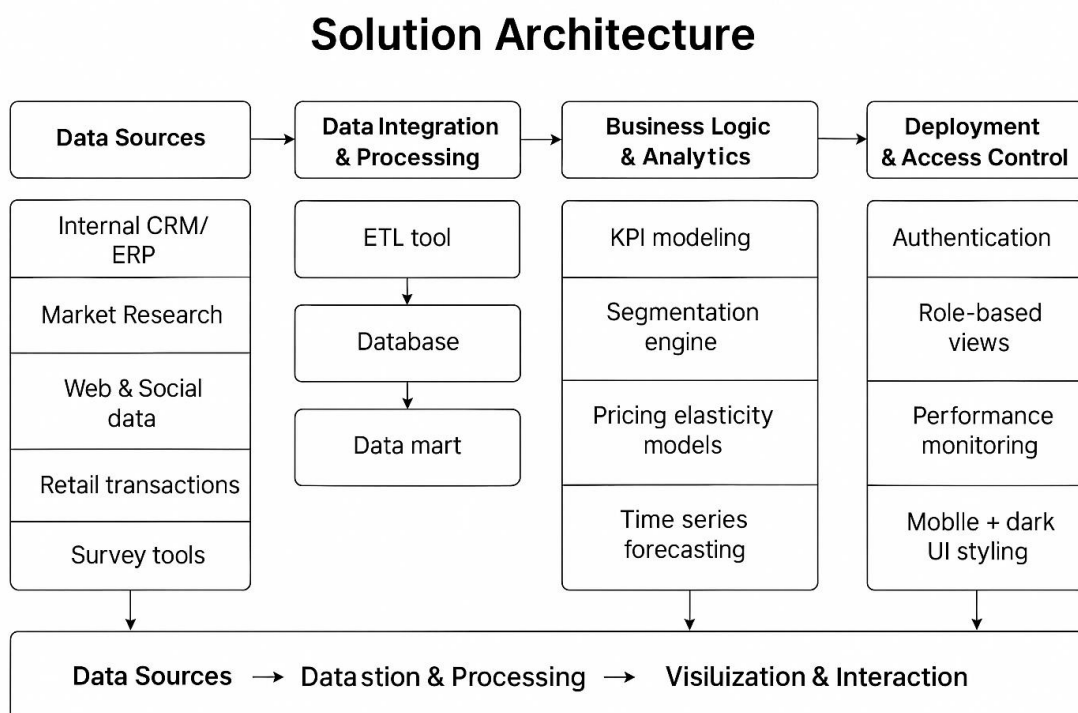 Solution Architecture
Data Sources
Data Integration
& Processing
Business Logic
& Analytics
Deployment
& Access Control
Internal CRM/
ERP
Market Research
Web & Social
data
Retail transactions
Survey tools
ETL tool
Database
Data mart
KPI modeling
Segmentation
engine
Pricing elasticity
models
Time series
forecasting
Authentication
Role-based
views
Performance
monitoring
Moblle + dark
UI styling
Data Sources → Datastion & Processing → Visiluization & Interaction